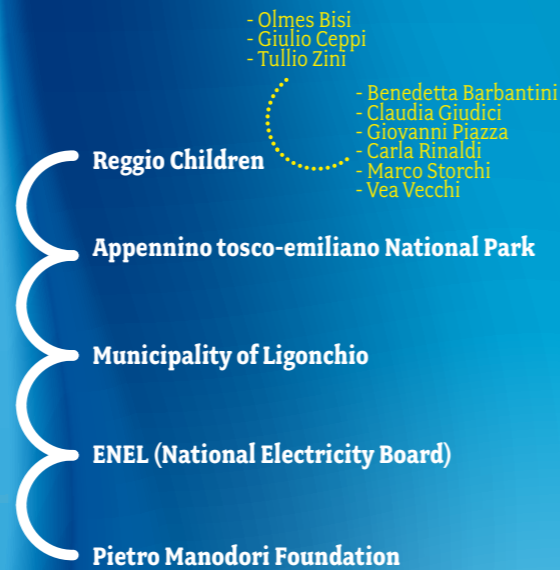 - Olmes Bisi
- Giulio Ceppi
- Tullio Zini
- Benedetta Barbantini
- Claudia Giudici
- Giovanni Piazza
- Carla Rinaldi
- Marco Storchi
- Vea Vecchi
Reggio Children
Appennino tosco-emiliano National Park
Municipality of Ligonchio
ENEL (National Electricity Board)
Pietro Manodori Foundation